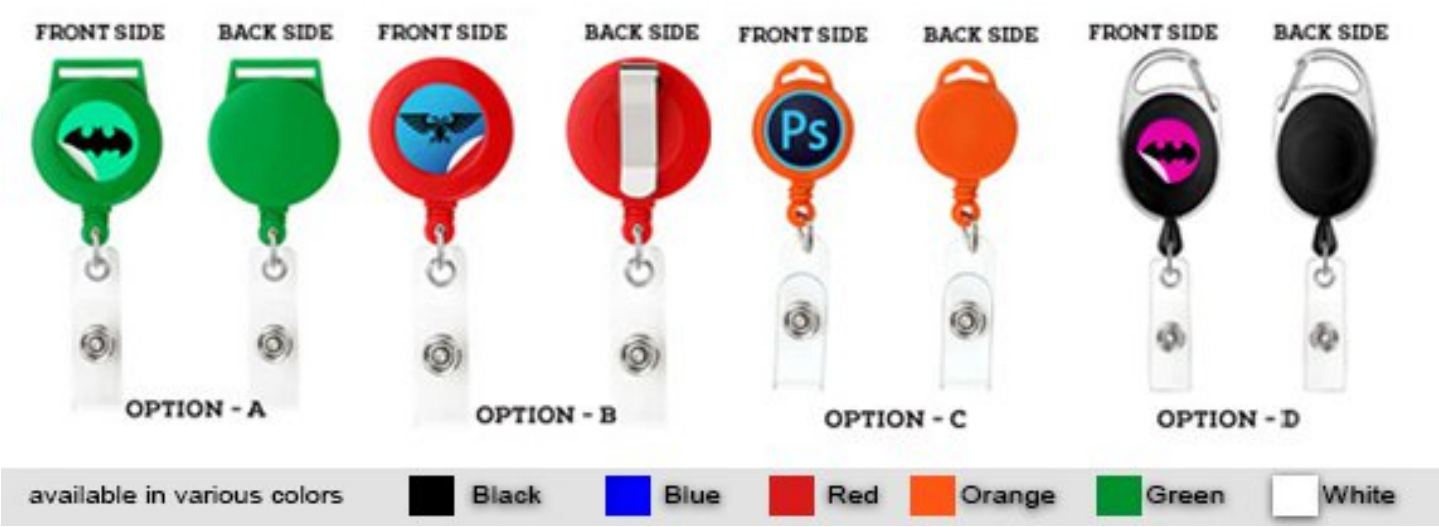 FRONT SIDE BACK SIDE FRONT SIDE BACK SIDE FRONT SIDE BACK SIDE FRONT SIDE BACK SIDE
Ps
OPTION - A OPTION - B OPTION - C OPTION - D
available in various colors Black Blue Red Orange Green White